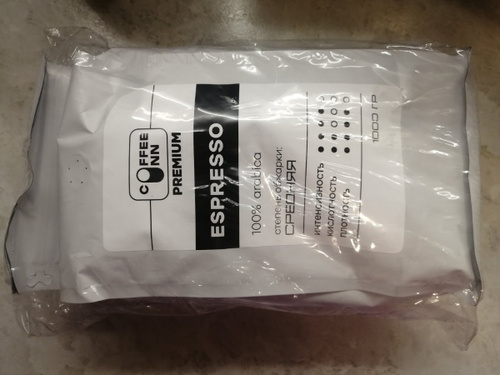 COFFEE
INN
PREMIUM
ESPRESSO
100% arabica
степень обжарки:
СРЕДНЯЯ
интенсивность
кислотность
плотность
1000 ГР